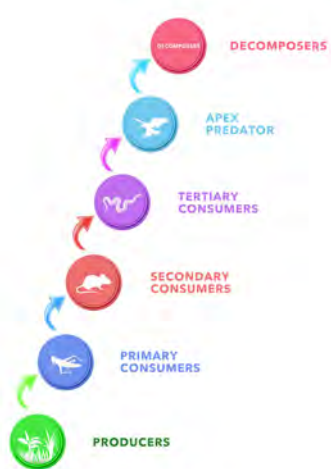 DECOMPOSERS
DECOMPOSERS
APEX
PREDATOR
TERTIARY
CONSUMERS
SECONDARY
CONSUMERS
PRIMARY
CONSUMERS
PRODUCERS